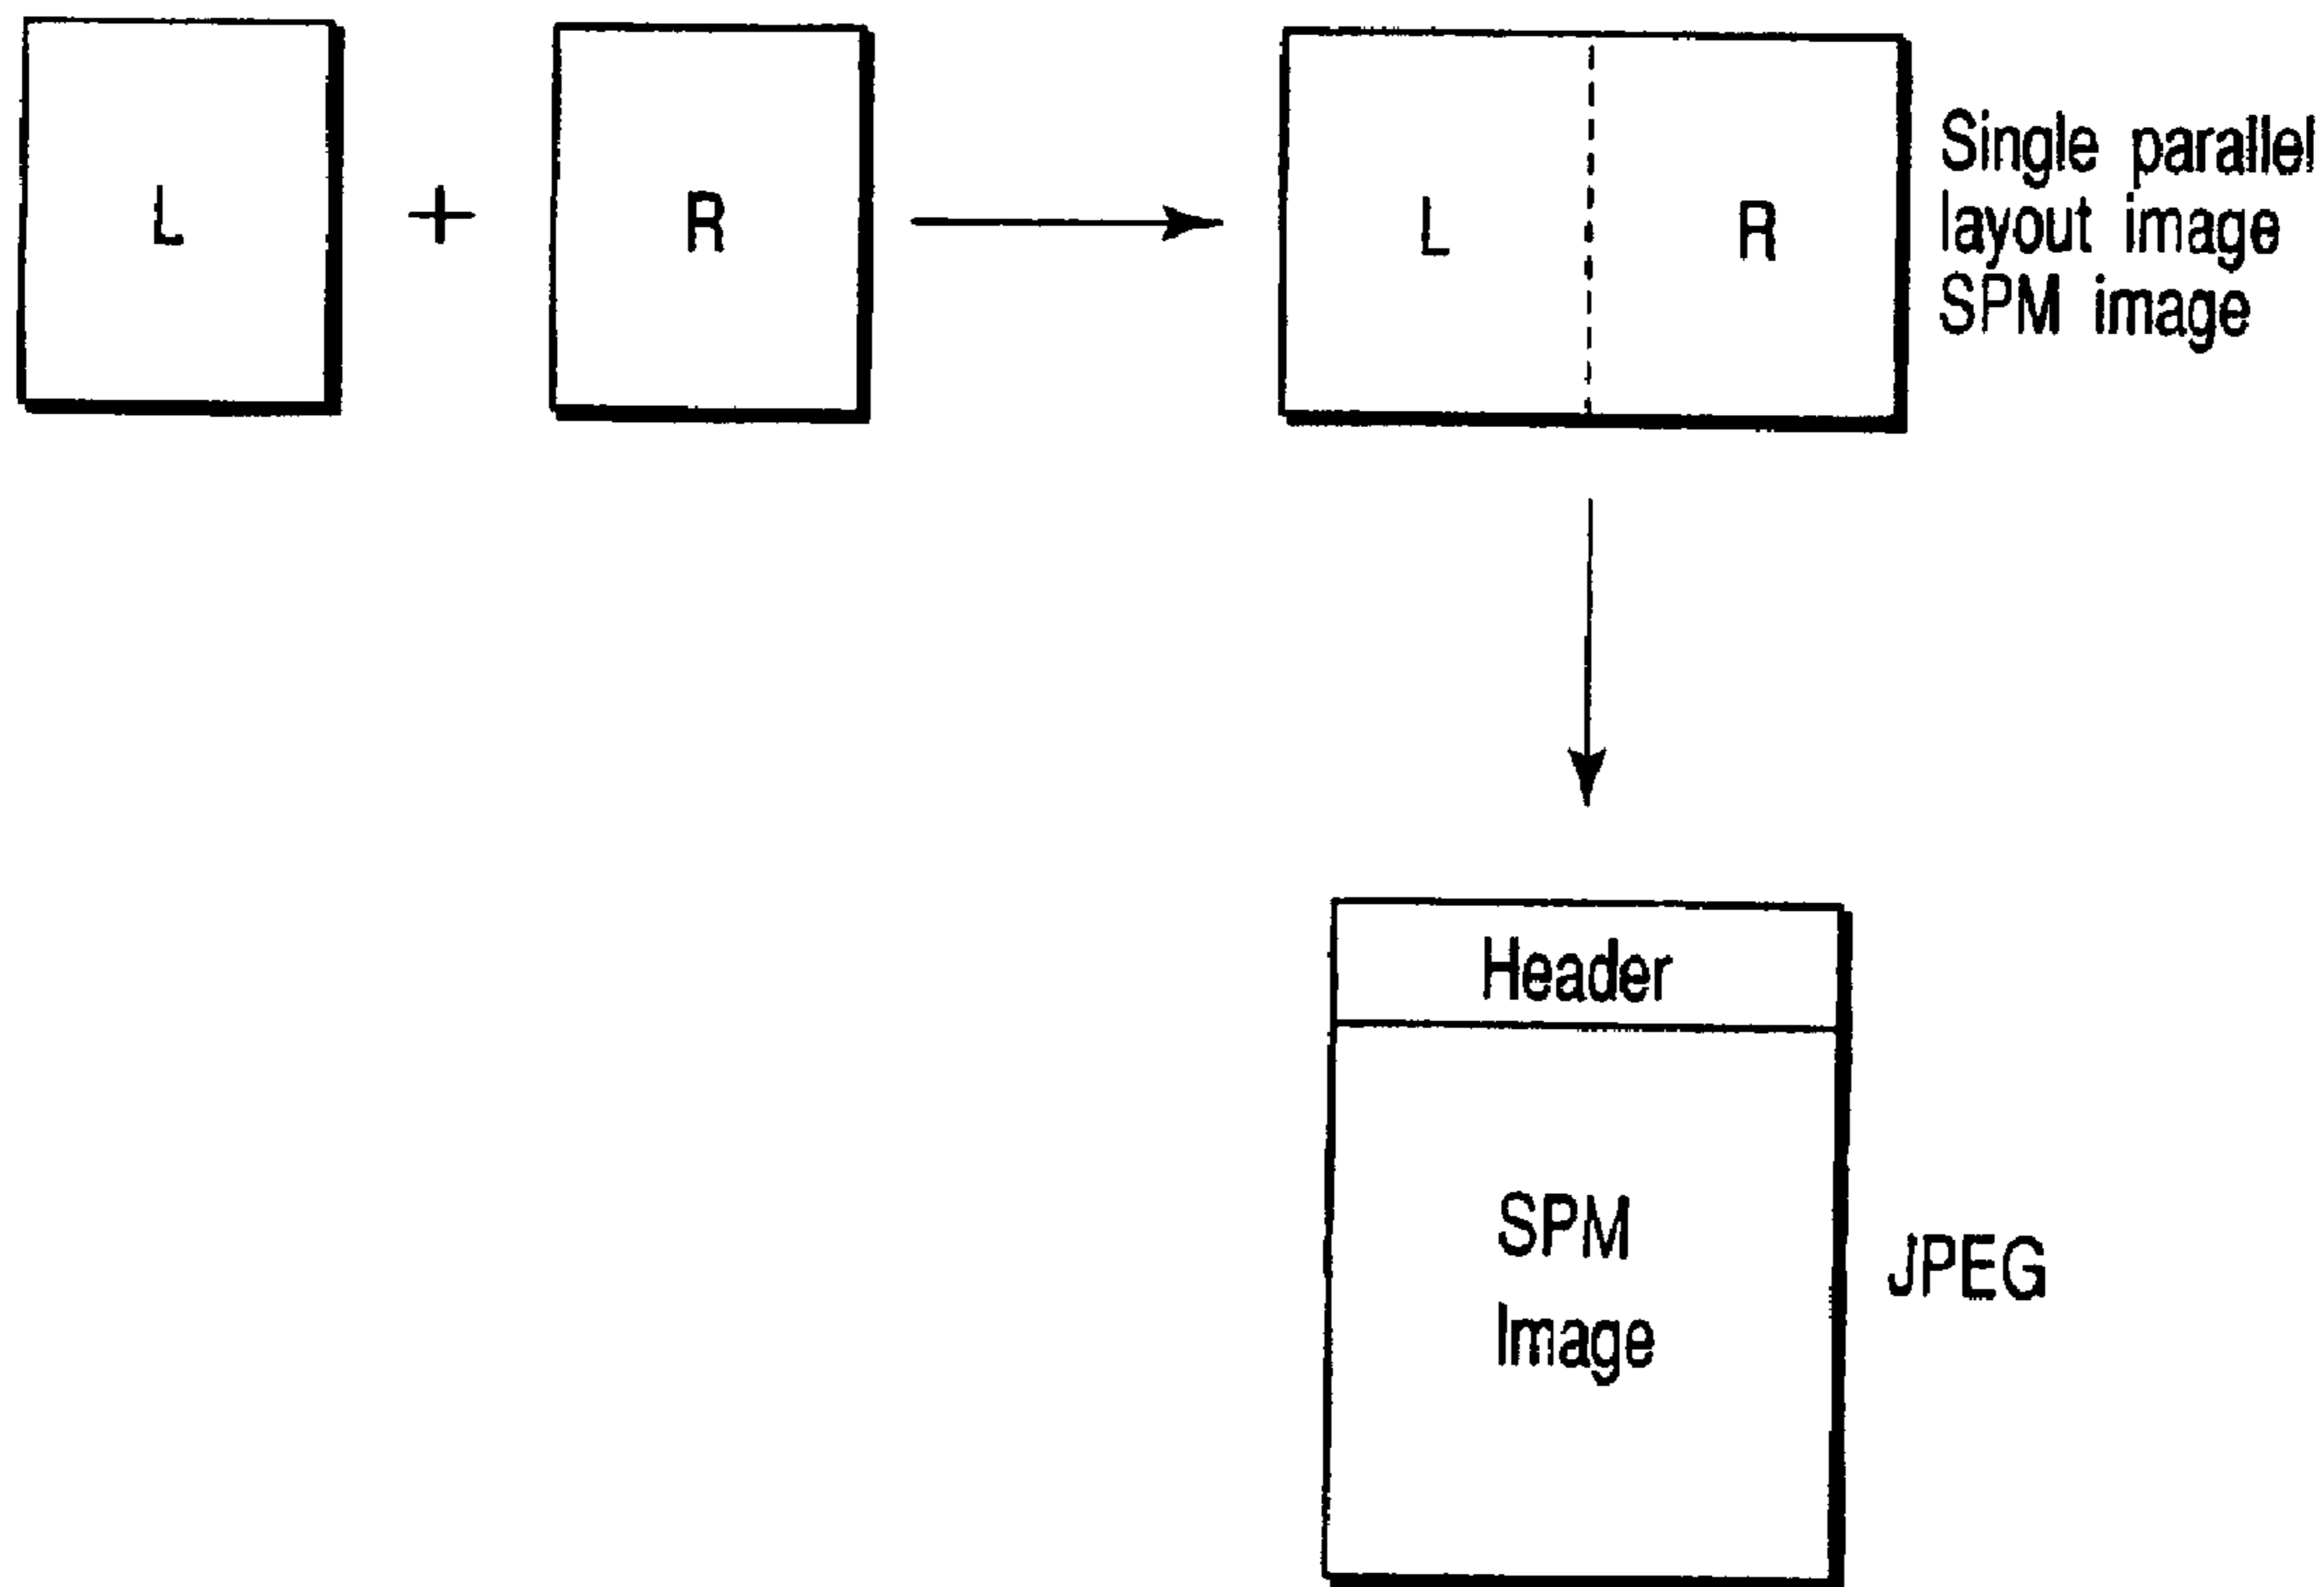 L + R
L R
Single parallel
layout image
SPM image
Header
SPM
Image
JPEG